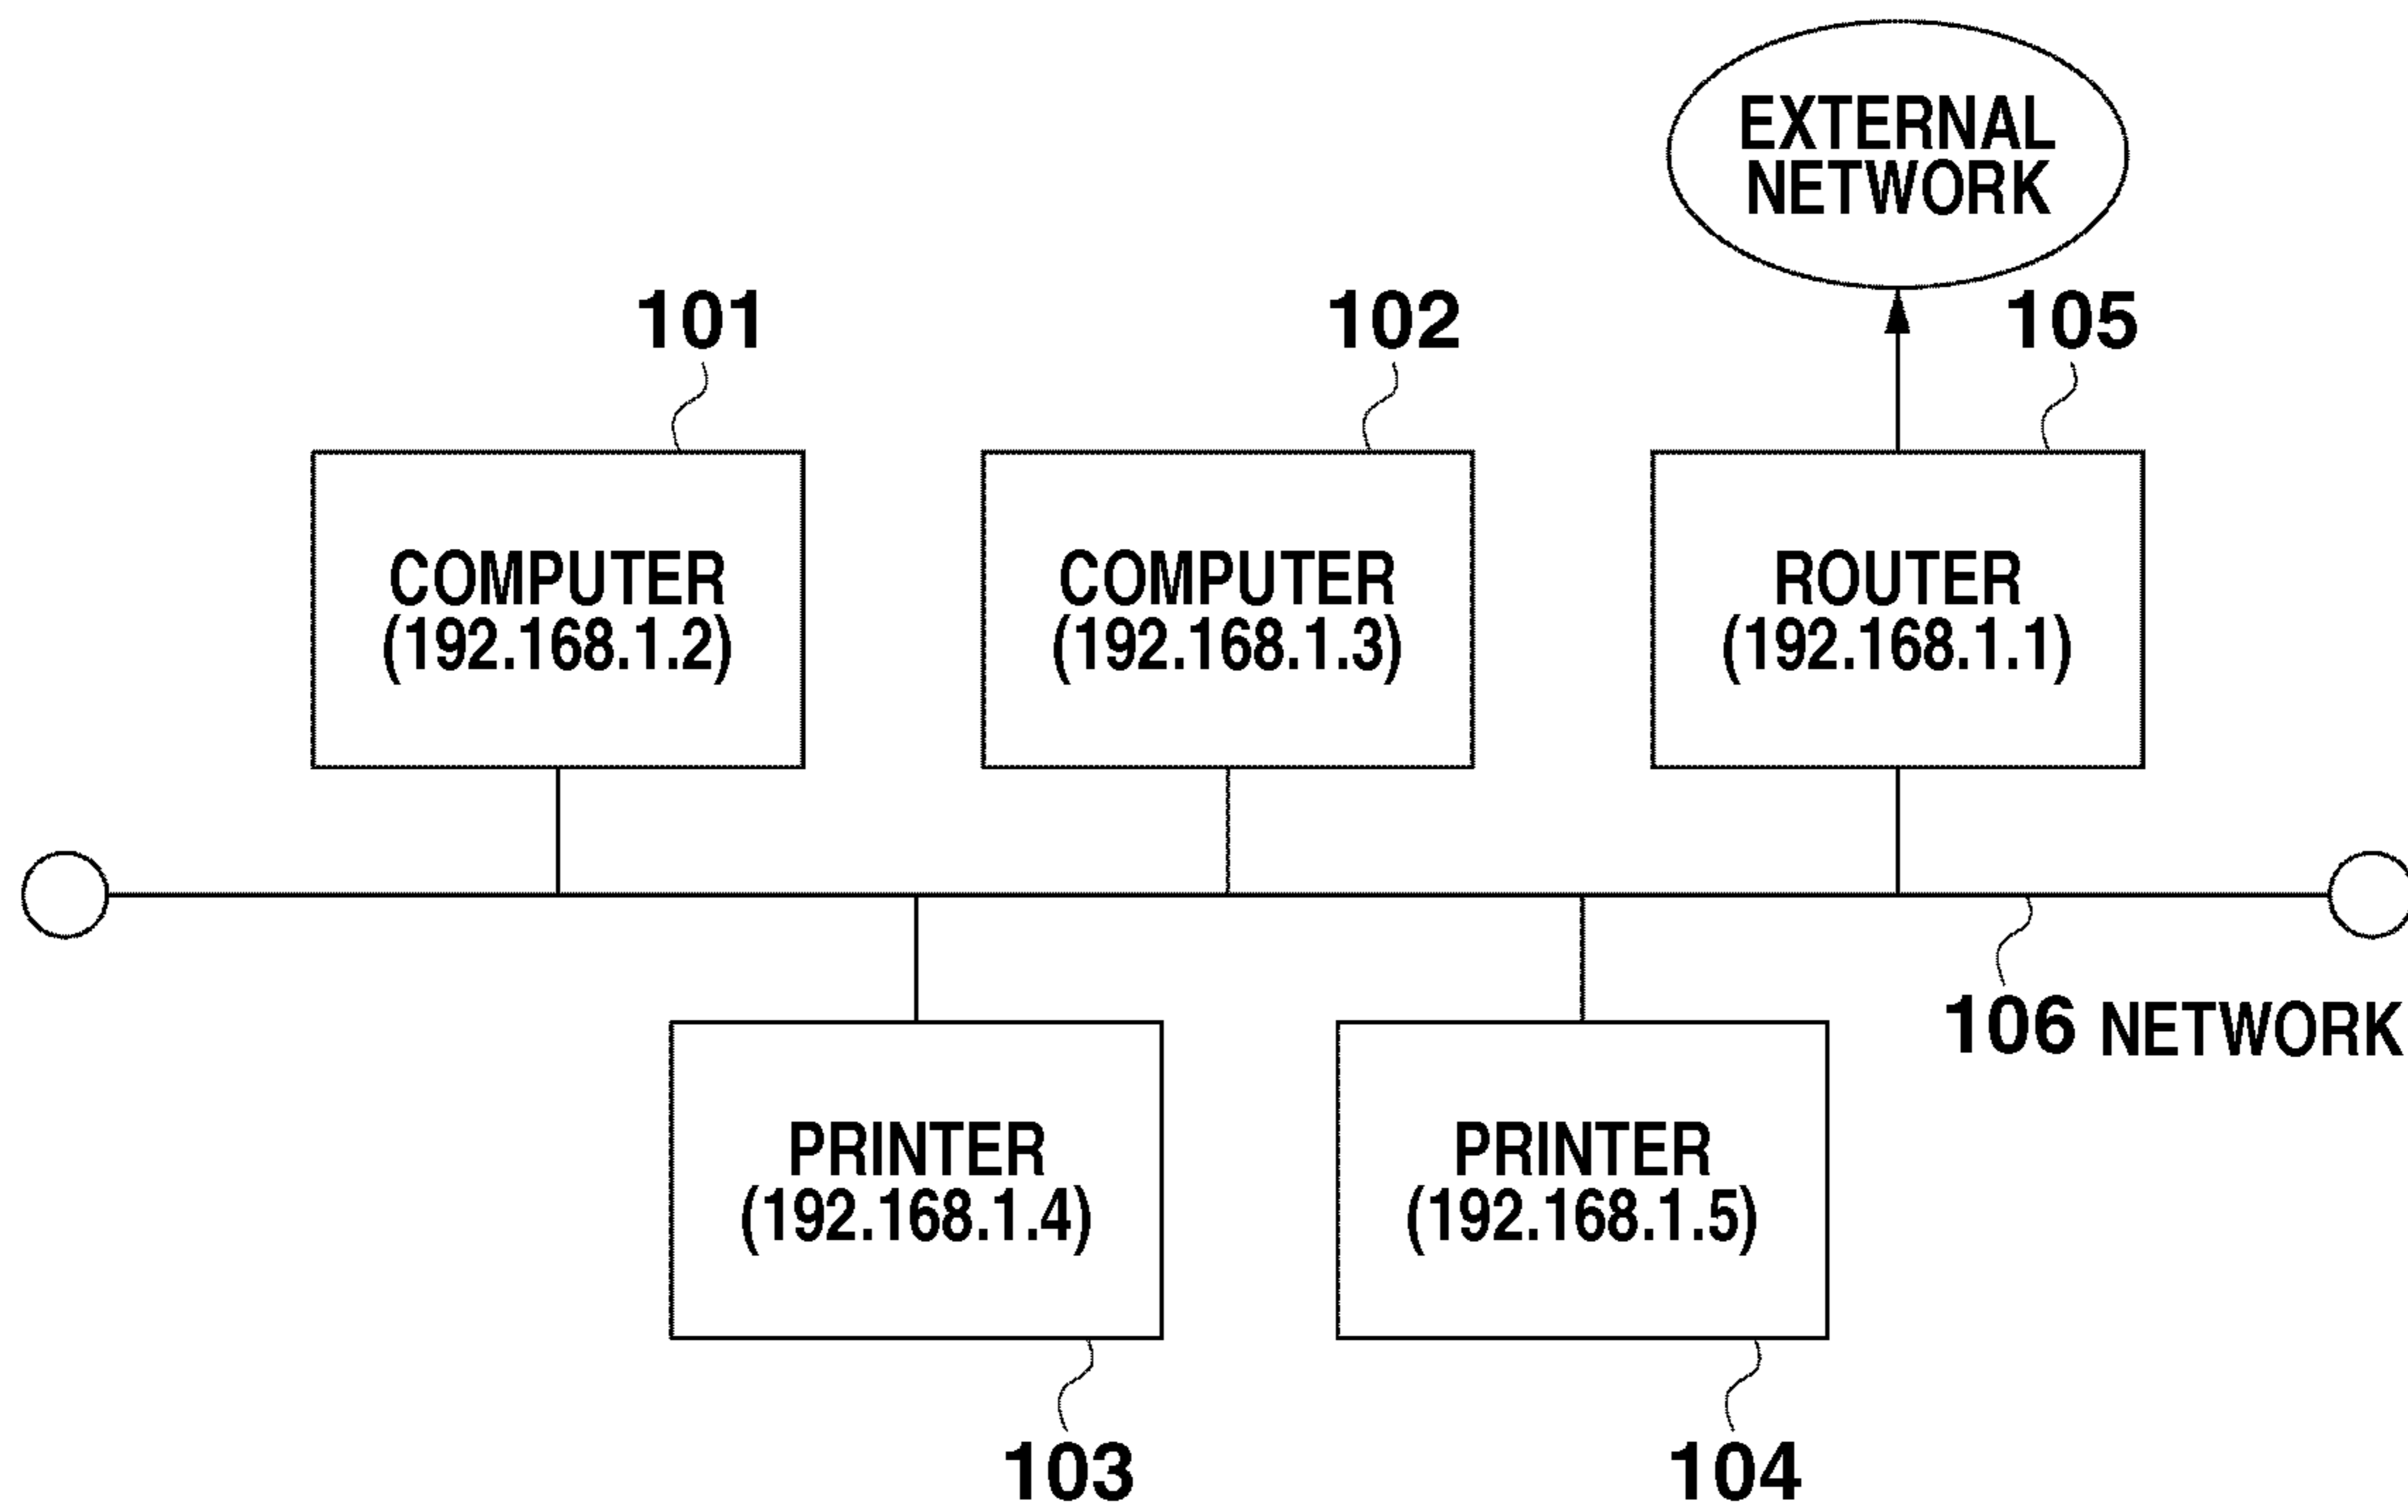 EXTERNAL
NETWORK
101
102
105
COMPUTER
(192.168.1.2)
COMPUTER
(192.168.1.3)
ROUTER
(192.168.1.1)
106 NETWORK
PRINTER
(192.168.1.4)
PRINTER
(192.168.1.5)
103
104